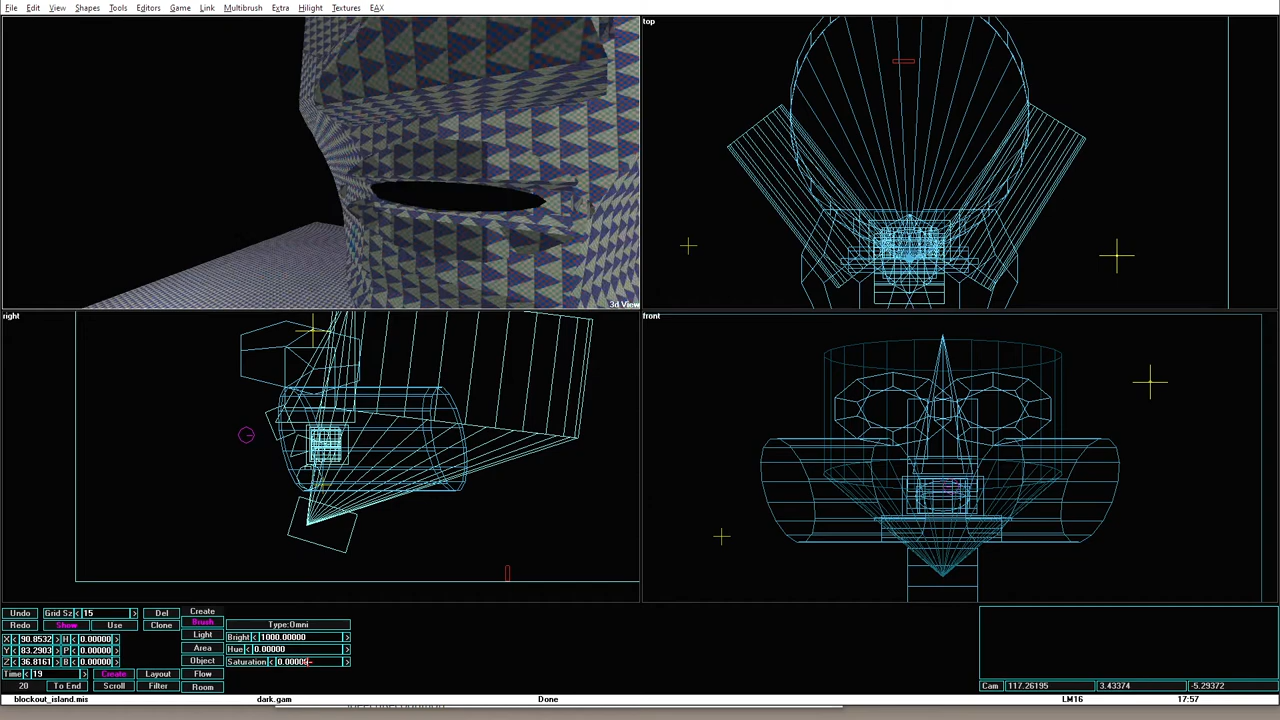 File Edit View Shapes Tools Editors Game Link Multibrush Extra Hilight Textures EAX
top
3d View
right
front
Undo Grid Sz < 15 > Del Create
Redo Show Use Clone Brush Type:Omni
X < 90.8532 > H < 0.00000 > Light Bright < 1000.00000 >
Y < 83.2903 > P < 0.00000 > Area Hue < 0.00000 >
Z < 36.8161 > B < 0.00000 > Object Saturation < 0.00009 >
Time < 19 > Create Layout Flow
20 To End Scroll Filter Room Cam 117.26195 3.43374 -5.29372
blockout_island.mis dark.gam Done LM16 17:57